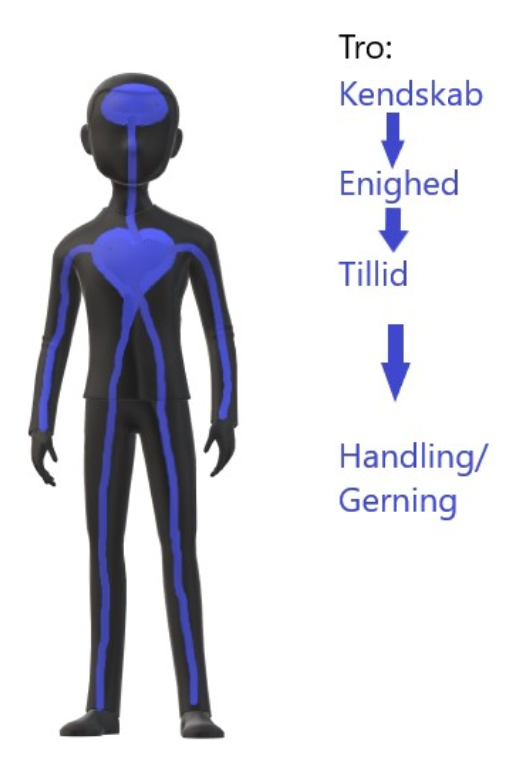 Tro:
Kendskab
Enighed
Tillid
Handling/
Gerning